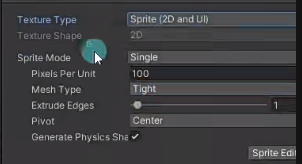 Texture Type Sprite (2D and UI)
Texture Shape 2D
Sprite Mode Single
Pixels Per Unit 100
Mesh Type Tight
Extrude Edges 1
Pivot Center
Generate Physics Sha
Sprite Edi